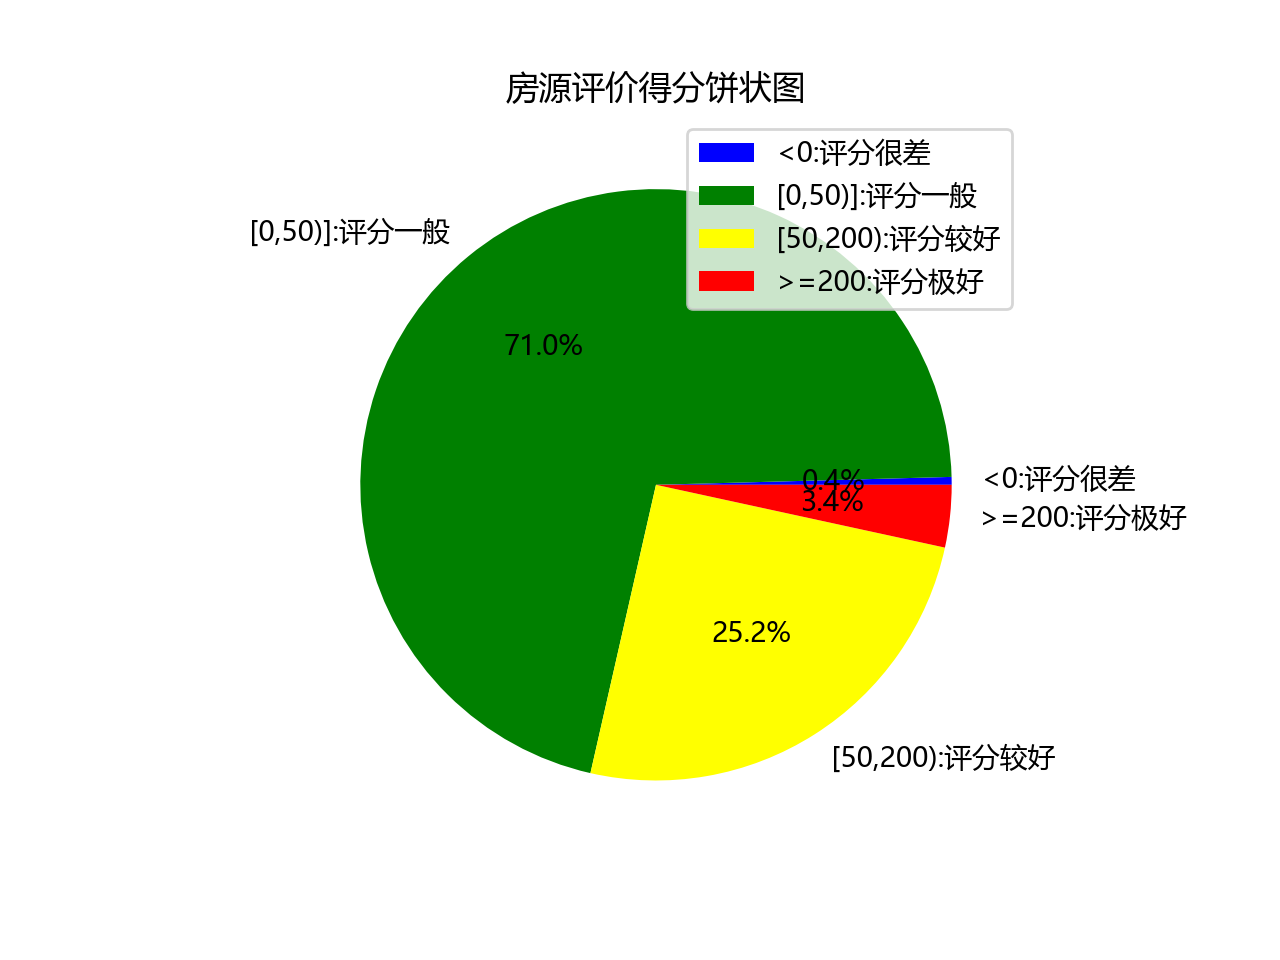 房源评价得分饼状图
<0:评分很差
[0,50)]:评分一般
[50,200):评分较好
>=200:评分极好
[0,50)]:评分一般
71.0%
0.4%
<0:评分很差
3.4%
>=200:评分极好
25.2%
[50,200):评分较好